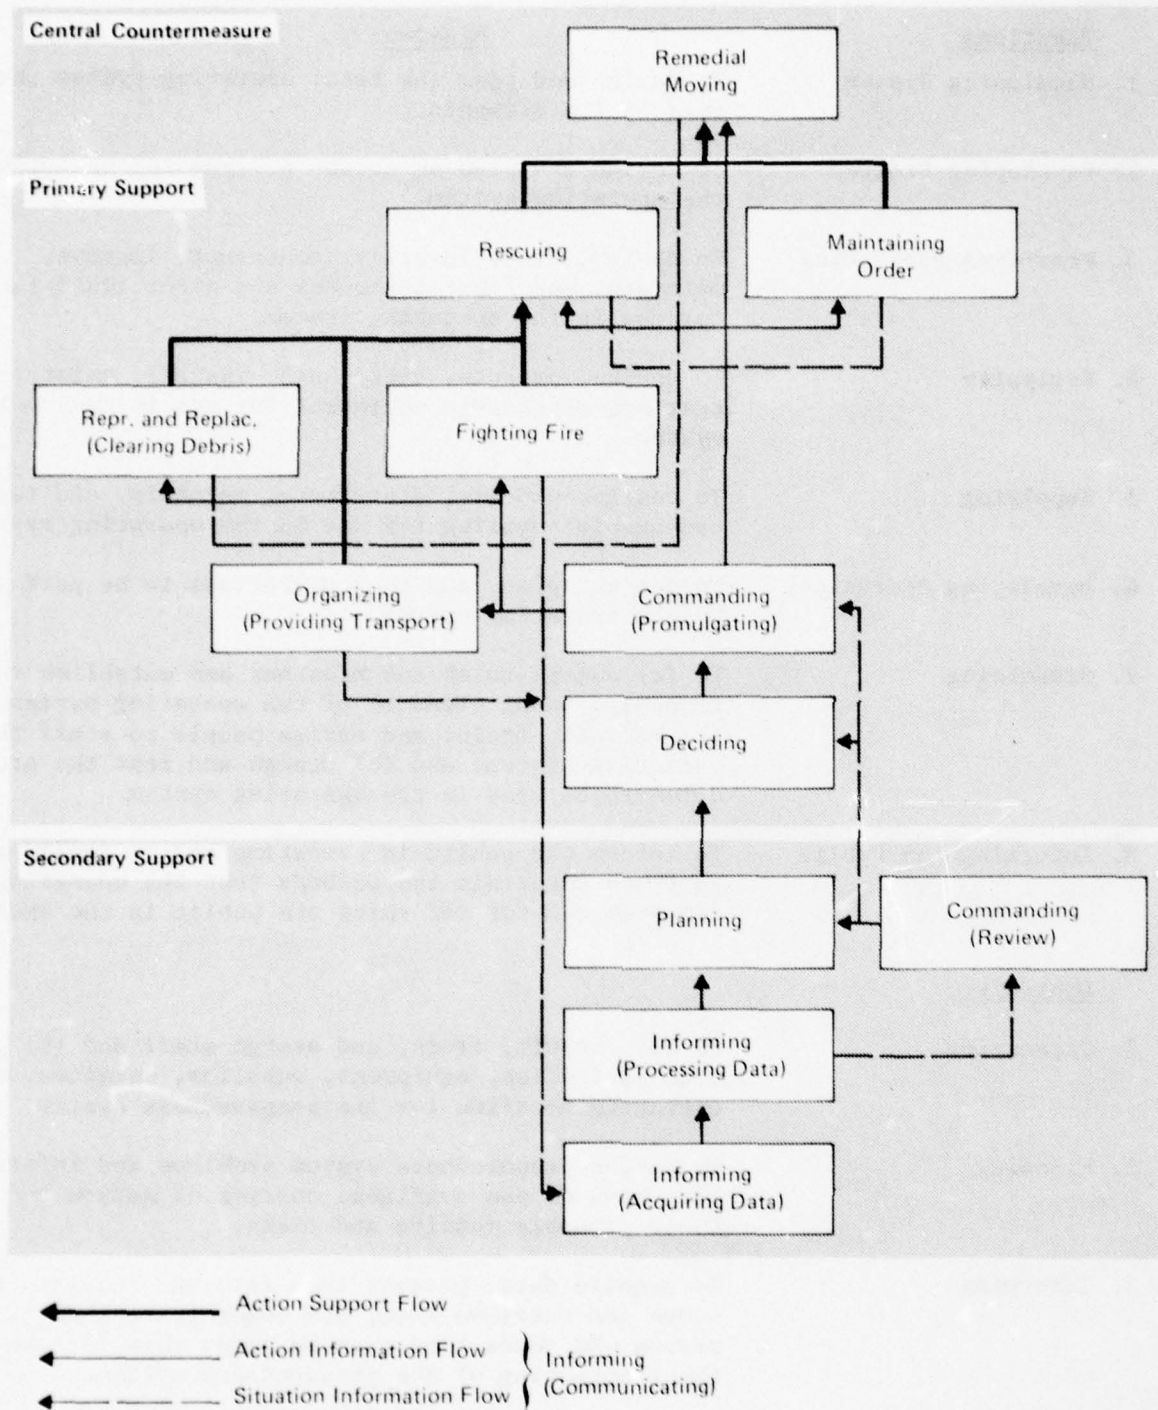 Central Countermeasure
Remedial
Moving
Primary Support
Rescuing
Maintaining
Order
Repr. and Replac.
(Clearing Debris)
Fighting Fire
Organizing
(Providing Transport)
Commanding
(Promulgating)
Deciding
Secondary Support
Planning
Commanding
(Review)
Informing
(Processing Data)
Informing
(Acquiring Data)
Action Support Flow
Action Information Flow
Situation Information Flow
Informing
(Communicating)